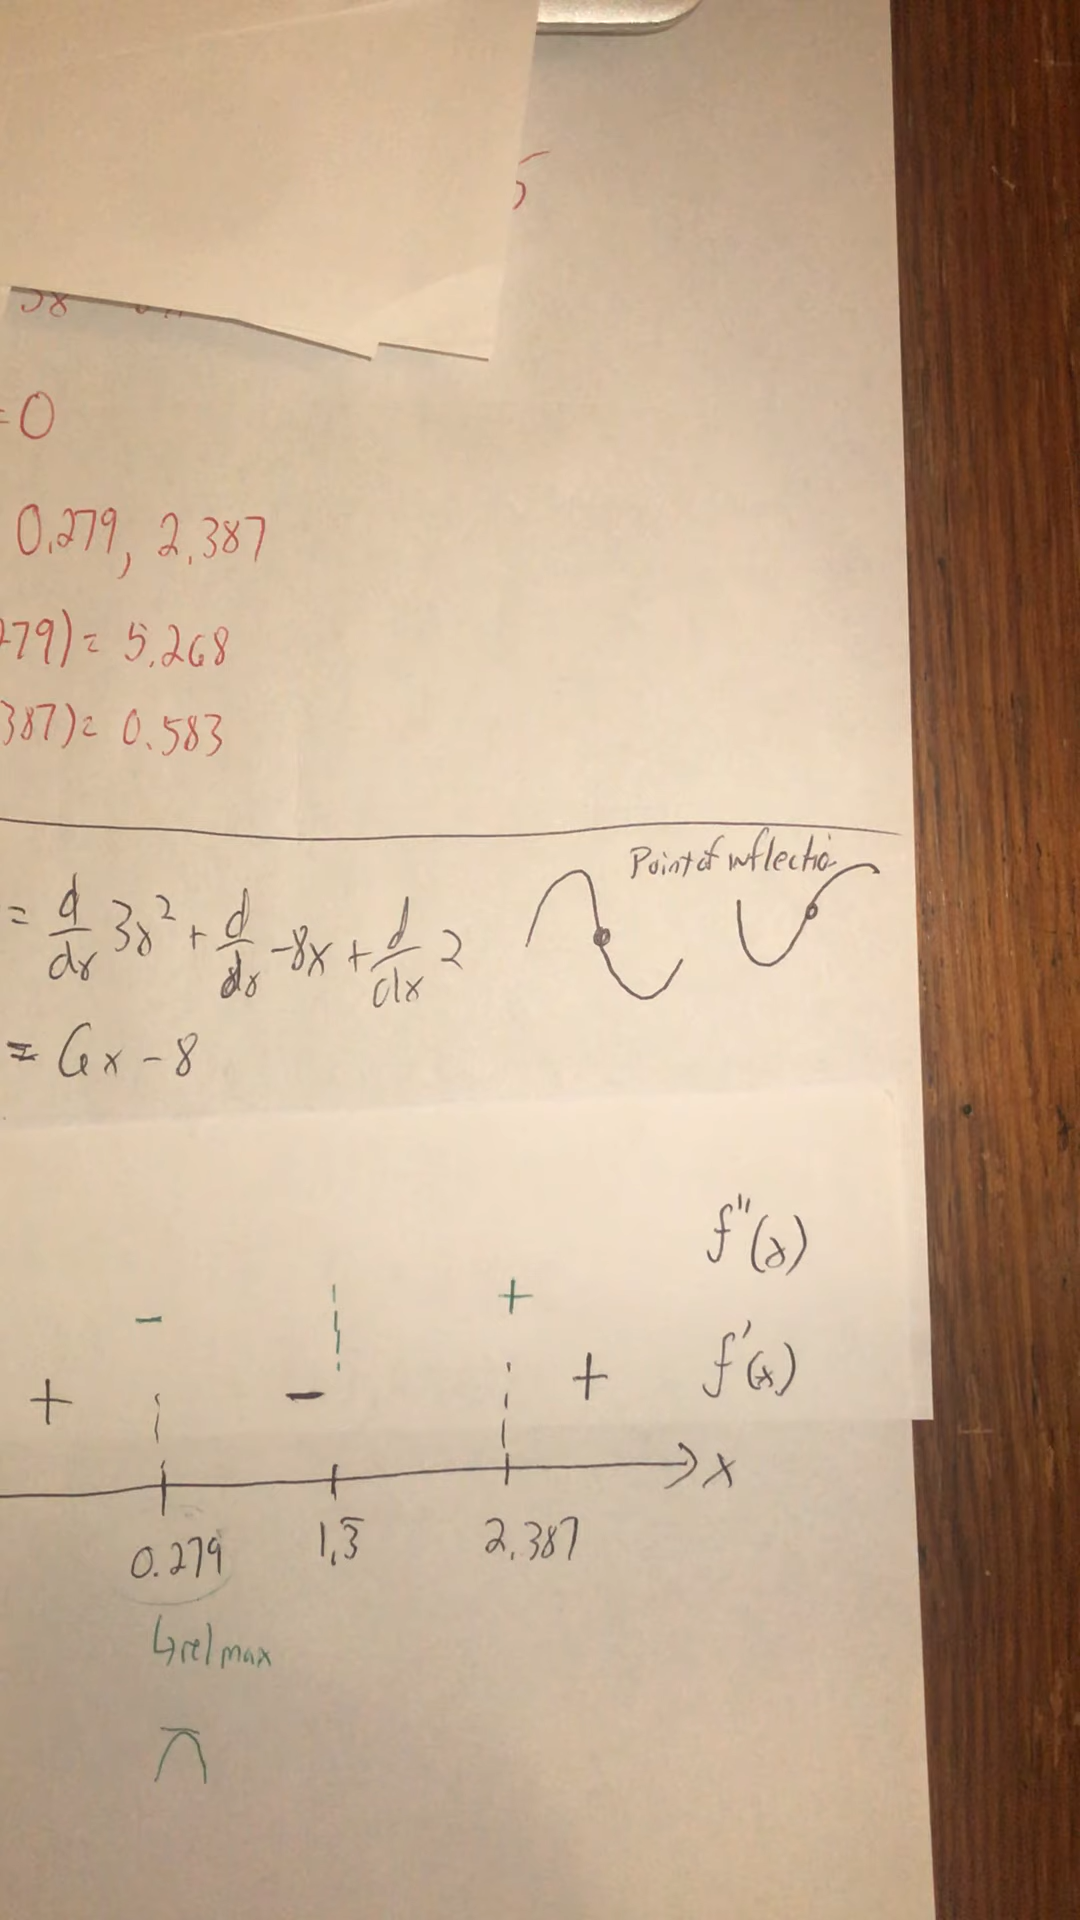 = 0
0.279, 2.387
279) = 5.268
387) = 0.583
Point of inflectio
= d/dx 3x² + d/dx -8x + d/dx 2
= 6x - 8
f''(x)
- +
+ - + f'(x)
x
0.279 1.3̅ 2.387
↳ rel max